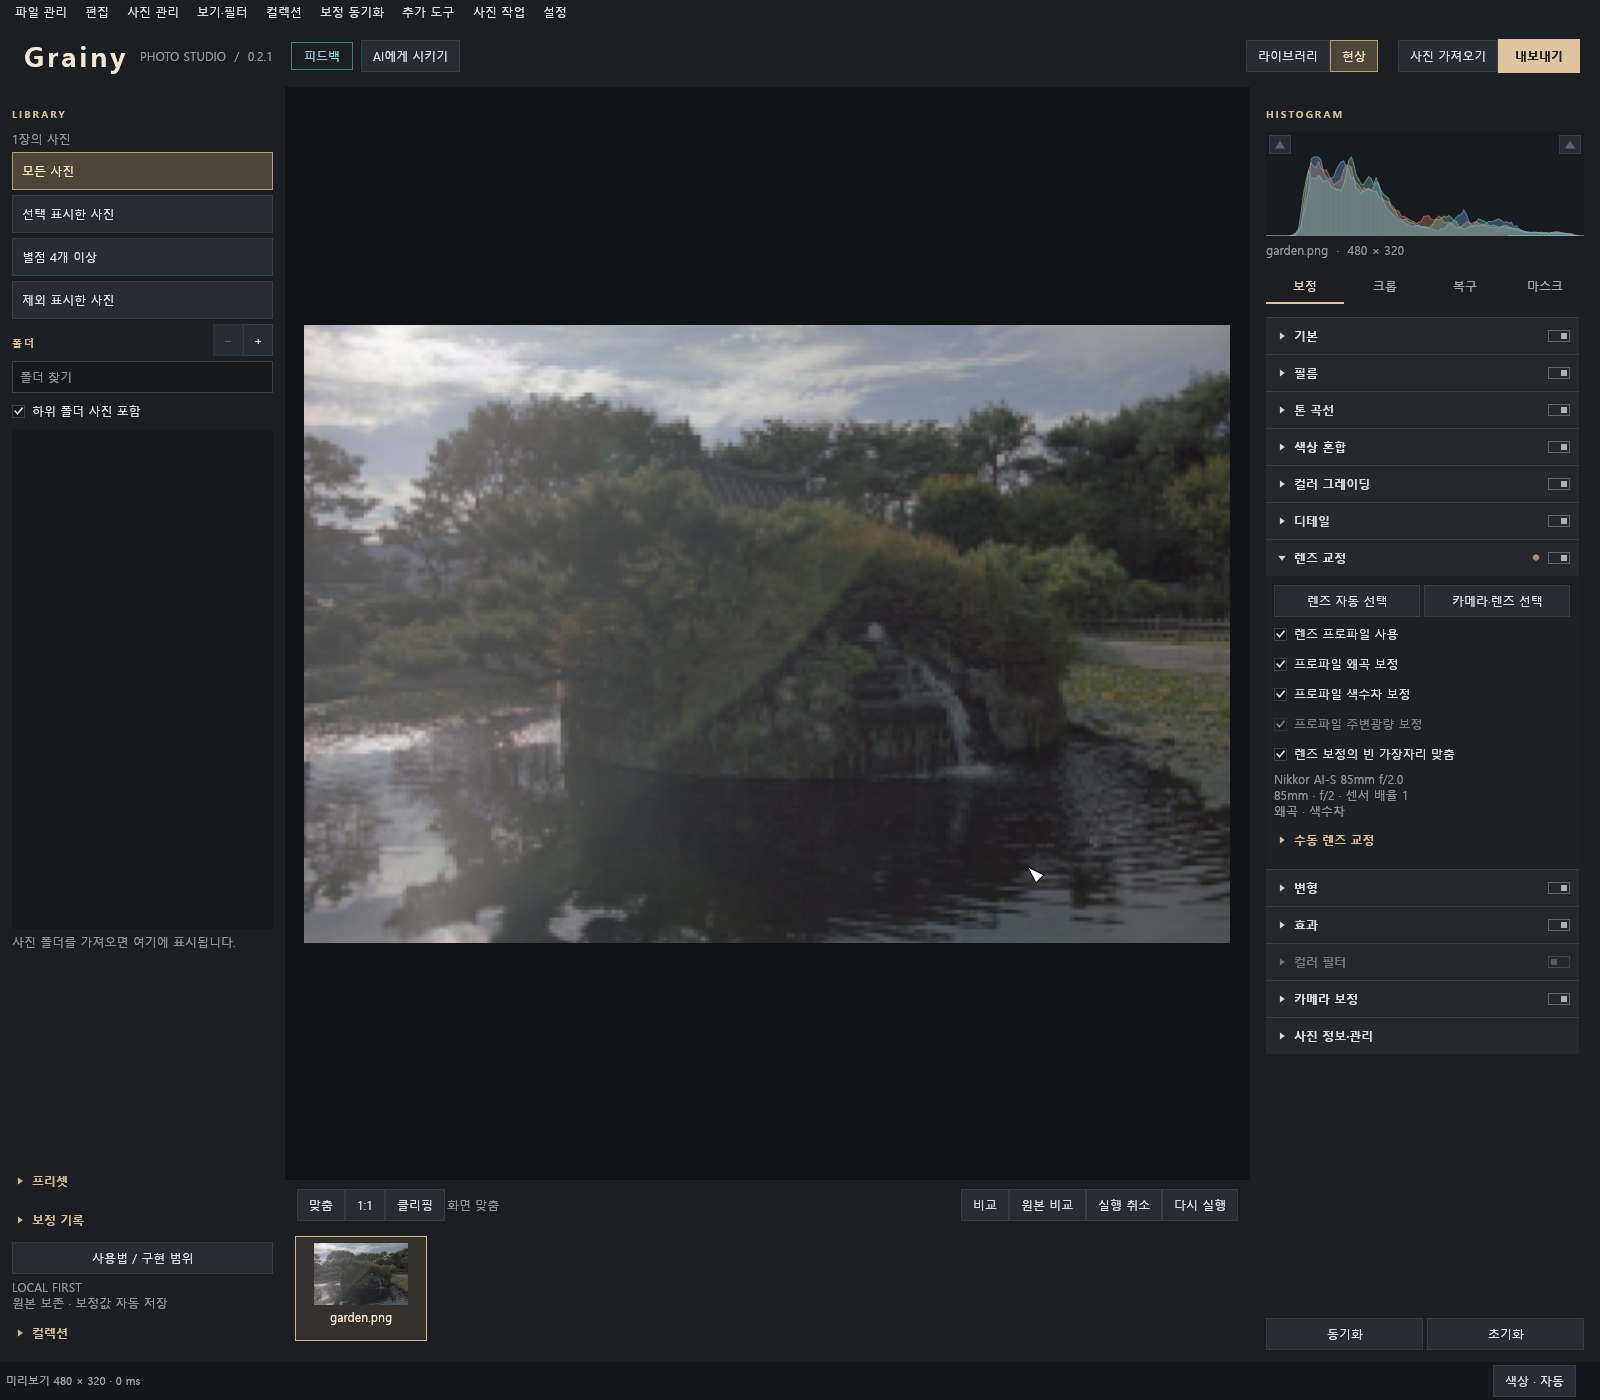 파일 관리 편집 사진 관리 보기·필터 컬렉션 보정 동기화 추가 도구 사진 작업 설정
Grainy PHOTO STUDIO / 0.2.1 피드백 AI에게 시키기 라이브러리 현상 사진 가져오기 내보내기
LIBRARY
1장의 사진
모든 사진
선택 표시한 사진
별점 4개 이상
제외 표시한 사진
폴더 − +
폴더 찾기
하위 폴더 사진 포함
사진 폴더를 가져오면 여기에 표시됩니다.
프리셋
보정 기록
사용법 / 구현 범위
LOCAL FIRST
원본 보존 · 보정값 자동 저장
컬렉션
맞춤 1:1 클리핑 화면 맞춤 비교 원본 비교 실행 취소 다시 실행
garden.png
HISTOGRAM
garden.png · 480 × 320
보정 크롭 복구 마스크
기본
필름
톤 곡선
색상 혼합
컬러 그레이딩
디테일
렌즈 교정
렌즈 자동 선택 카메라·렌즈 선택
렌즈 프로파일 사용
프로파일 왜곡 보정
프로파일 색수차 보정
프로파일 주변광량 보정
렌즈 보정의 빈 가장자리 맞춤
Nikkor AI-S 85mm f/2.0
85mm · f/2 · 센서 배율 1
왜곡 · 색수차
수동 렌즈 교정
변형
효과
컬러 필터
카메라 보정
사진 정보·관리
동기화 초기화
미리보기 480 × 320 · 0 ms 색상 · 자동